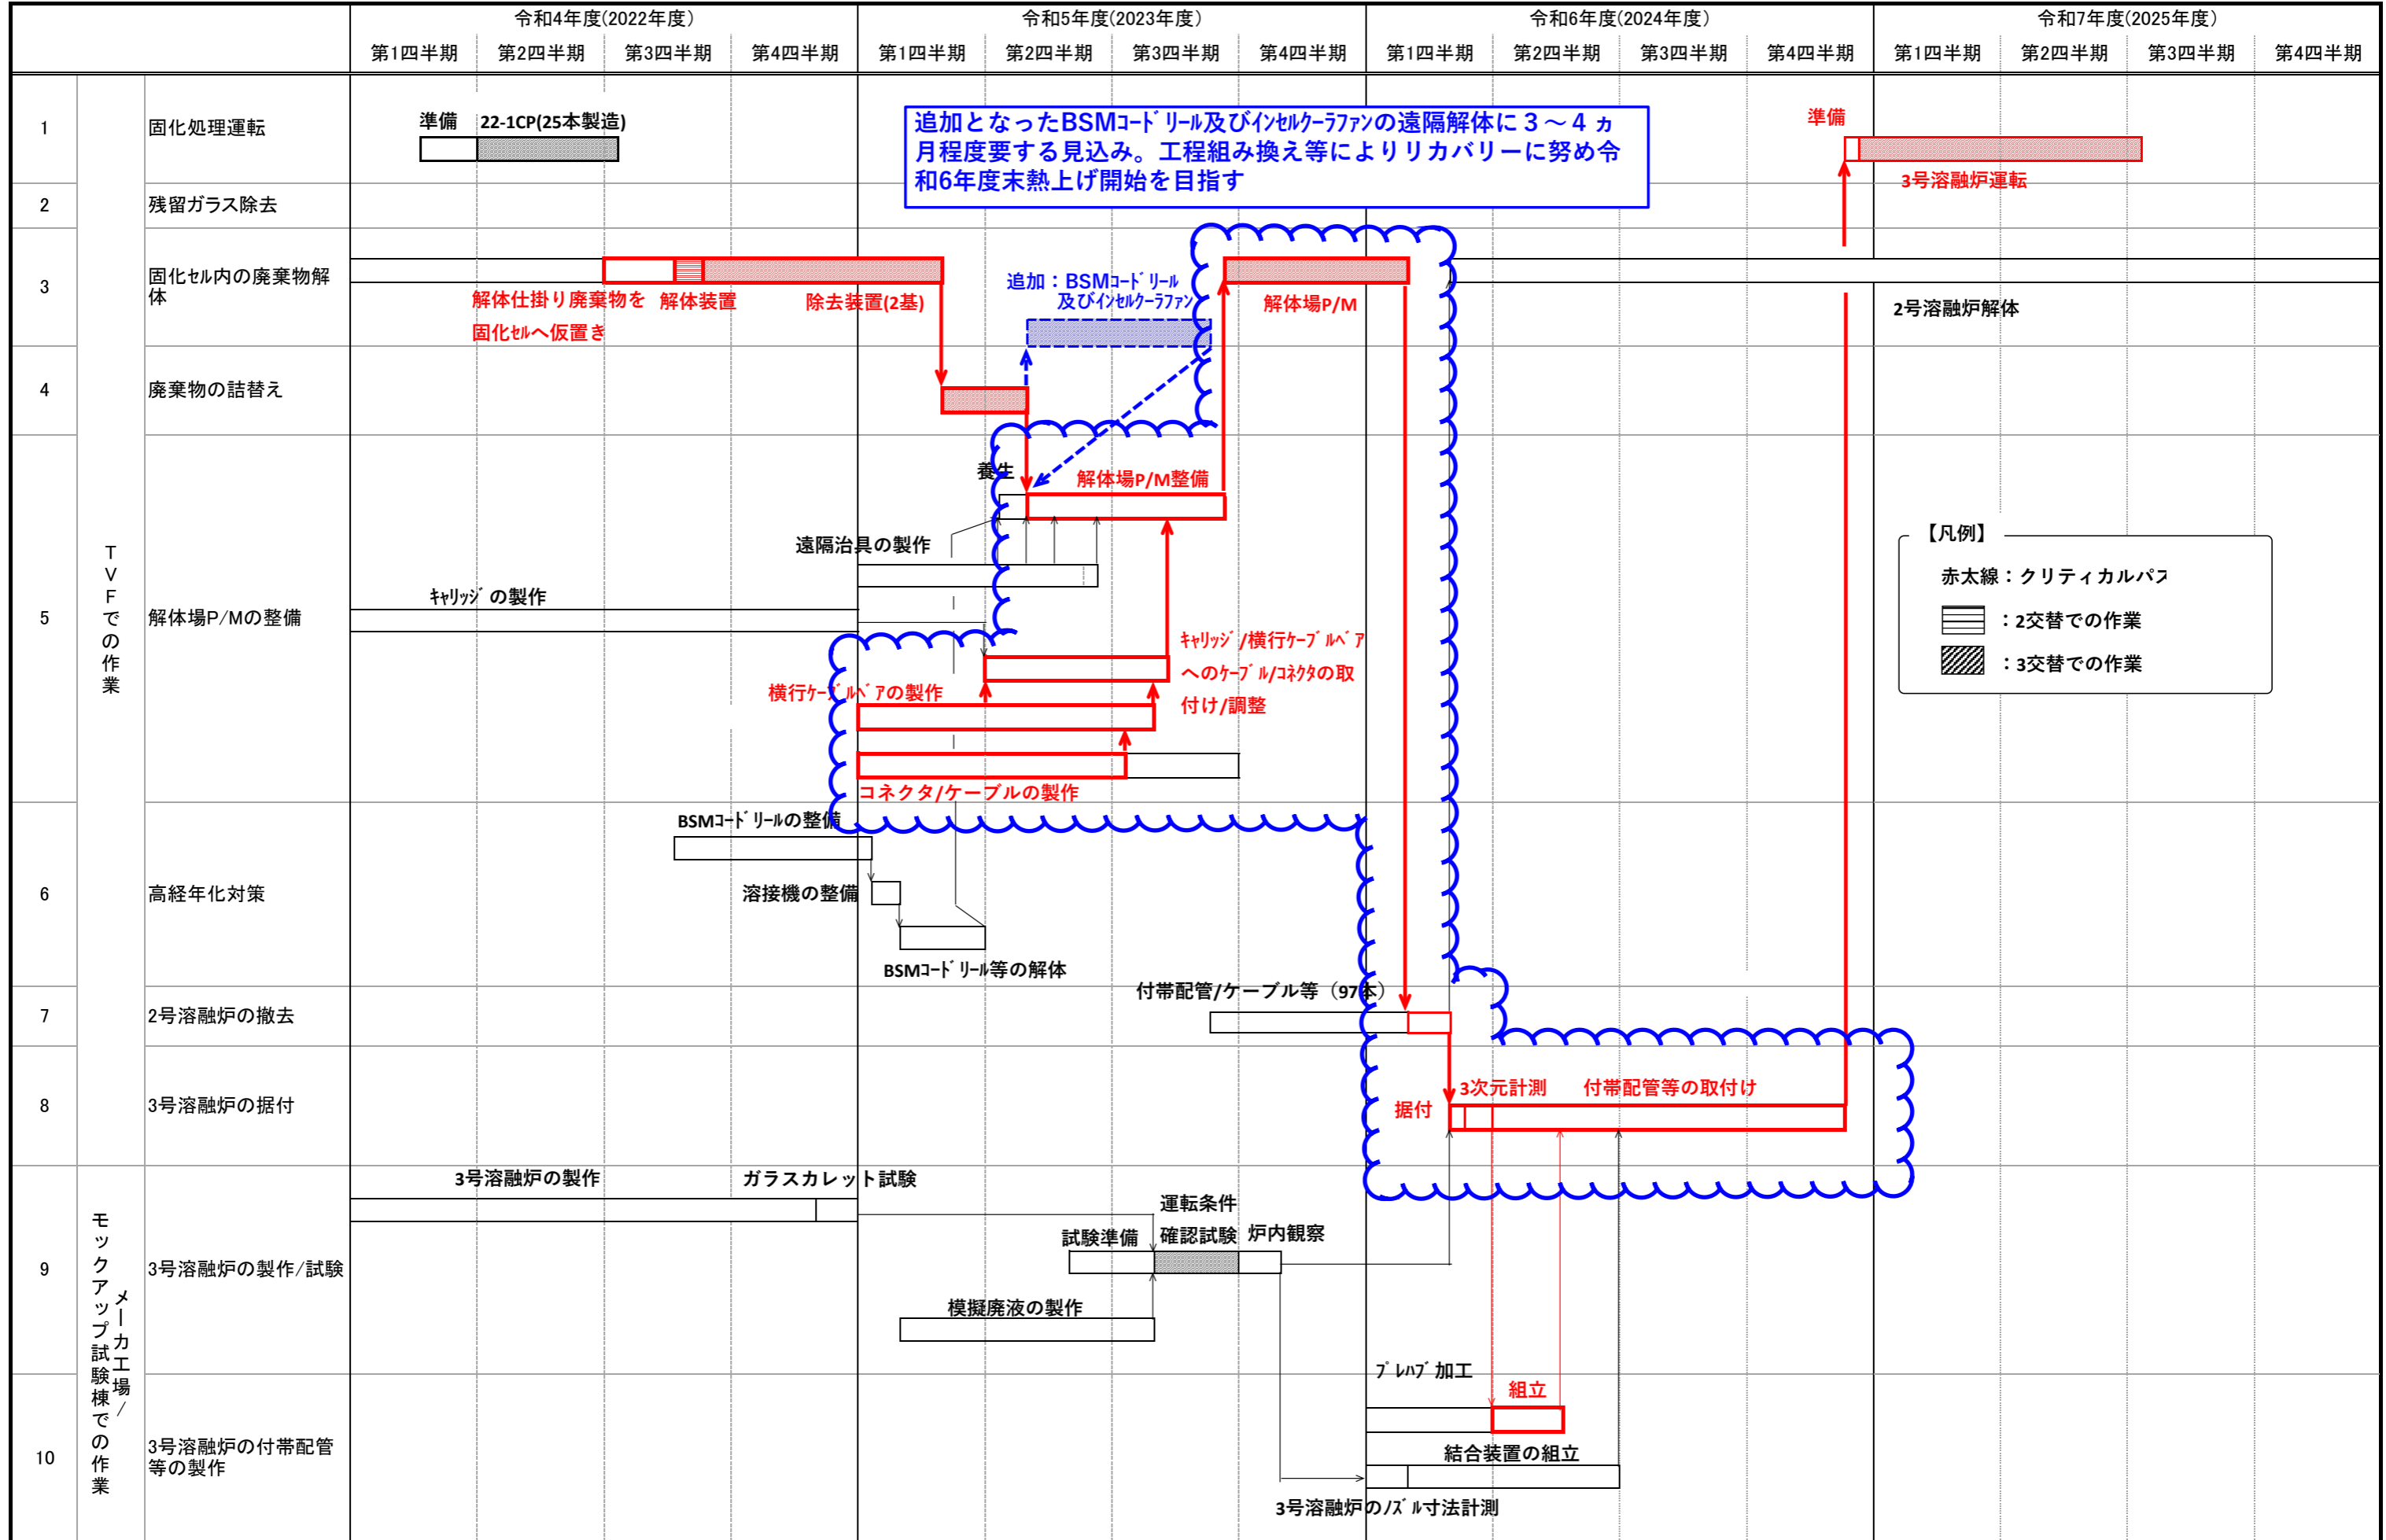 令和4年度(2022年度)
令和5年度(2023年度)
令和6年度(2024年度)
令和7年度(2025年度)
第1四半期
第2四半期
第3四半期
第4四半期
第1四半期
第2四半期
第3四半期
第4四半期
第1四半期
第2四半期
第3四半期
第4四半期
第1四半期
第2四半期
第3四半期
第4四半期
TVFでの作業
1
固化処理運転
準備
22-1CP(25本製造)
追加となったBSMｺｰﾄﾞﾘｰﾙ及びｲﾝｾﾙｸｰﾗﾌｧﾝの遠隔解体に３～４ヵ
月程度要する見込み。工程組み換え等によりリカバリーに努め令
和6年度末熱上げ開始を目指す
準備
3号溶融炉運転
2
残留ガラス除去
3
固化ｾﾙ内の廃棄物解
体
解体仕掛り廃棄物を
固化ｾﾙへ仮置き
解体装置
除去装置(2基)
追加：BSMｺｰﾄﾞﾘｰﾙ
及びｲﾝｾﾙｸｰﾗﾌｧﾝ
解体場P/M
2号溶融炉解体
4
廃棄物の詰替え
5
解体場P/Mの整備
養生
解体場P/M整備
遠隔治具の製作
ｷｬﾘｯｼﾞの製作
ｷｬﾘｯｼﾞ/横行ｹｰﾌﾞﾙﾍﾞｱ
へのｹｰﾌﾞﾙ/ｺﾈｸﾀの取
付け/調整
横行ｹｰﾌﾞﾙﾍﾞｱの製作
コネクタ/ケーブルの製作
【凡例】
赤太線：クリティカルパス
：2交替での作業
：3交替での作業
6
高経年化対策
BSMｺｰﾄﾞﾘｰﾙの整備
溶接機の整備
BSMｺｰﾄﾞﾘｰﾙ等の解体
7
2号溶融炉の撤去
付帯配管/ケーブル等（97本）
8
3号溶融炉の据付
据付
3次元計測
付帯配管等の取付け
モックアップ試験棟での作業
メーカ工場/
9
3号溶融炉の製作/試験
3号溶融炉の製作
ガラスカレット試験
試験準備
運転条件
確認試験
炉内観察
模擬廃液の製作
10
3号溶融炉の付帯配管
等の製作
ﾌﾟﾚﾊﾌﾞ加工
組立
結合装置の組立
3号溶融炉のﾉｽﾞﾙ寸法計測